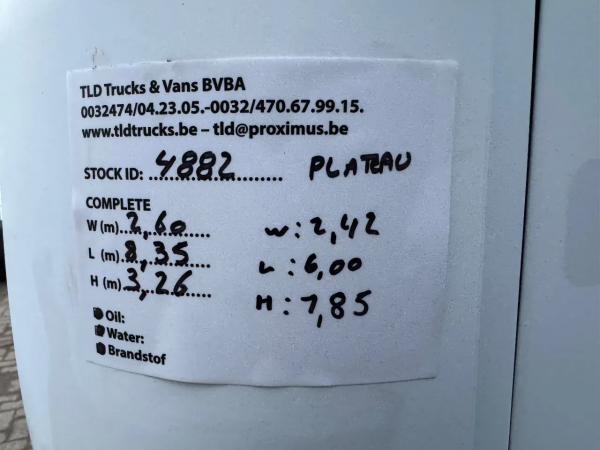 TLD Trucks & Vans BVBA
0032474/04.23.05.-0032/470.67.99.15.
www.tldtrucks.be – tld@proximus.be
STOCK ID: 4882 PLATEAU
COMPLETE
W (m) 2,60 W: 2,42
L (m) 8,35 L: 6,00
H (m) 3,26 H: 1,85
Oil:
Water:
Brandstof